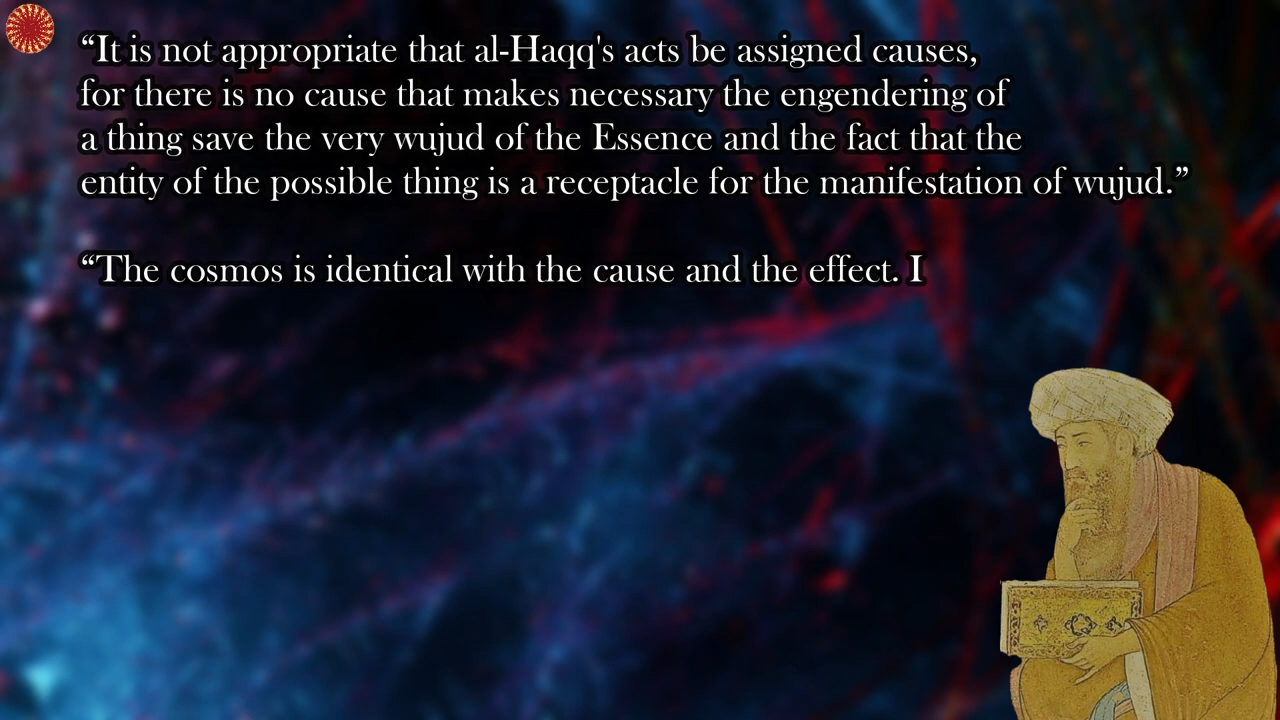 “It is not appropriate that al-Haqq's acts be assigned causes,
for there is no cause that makes necessary the engendering of
a thing save the very wujud of the Essence and the fact that the
entity of the possible thing is a receptacle for the manifestation of wujud.”
“The cosmos is identical with the cause and the effect. I